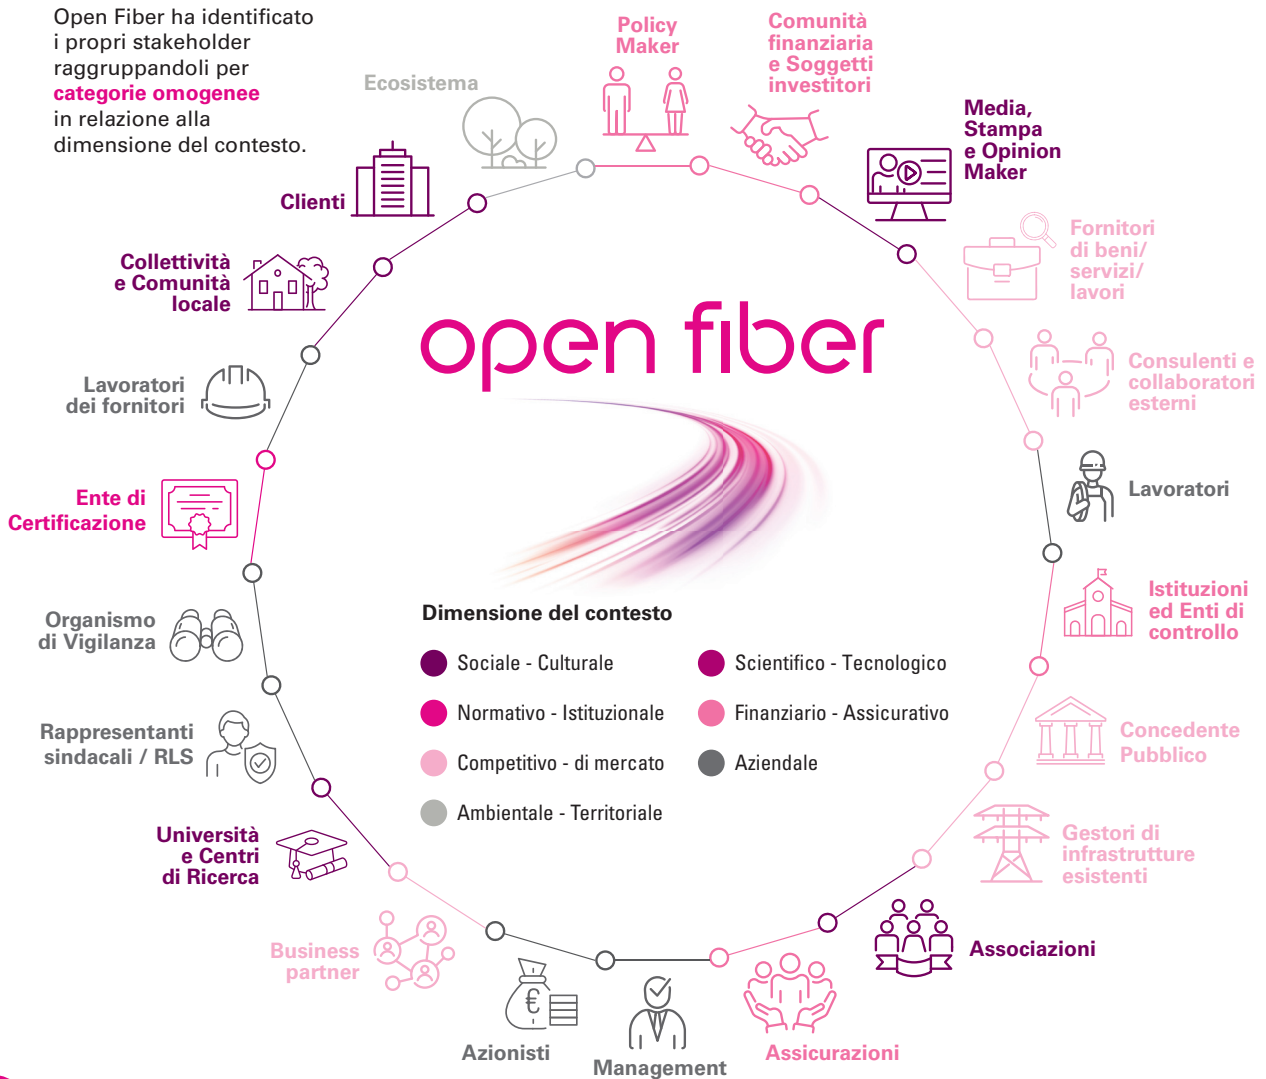 Open Fiber ha identificato
i propri stakeholder
raggruppandoli per
categorie omogenee
in relazione alla
dimensione del contesto.
Policy
Maker
Comunità
finanziaria
e Soggetti
investitori
Ecosistema
Media,
Stampa
e Opinion
Maker
Clienti
Fornitori
di beni/
servizi/
lavori
Collettività
e Comunità
locale
open fiber
Consulenti e
collaboratori
esterni
Lavoratori
dei fornitori
Lavoratori
Ente di
Certificazione
Istituzioni
ed Enti di
controllo
Organismo
di Vigilanza
Dimensione del contesto
Sociale - Culturale
Scientifico - Tecnologico
Normativo - Istituzionale
Finanziario - Assicurativo
Competitivo - di mercato
Aziendale
Ambientale - Territoriale
Rappresentanti
sindacali / RLS
Concedente
Pubblico
Università
e Centri
di Ricerca
Gestori di
infrastrutture
esistenti
Business
partner
Associazioni
€
Azionisti
Management
Assicurazioni